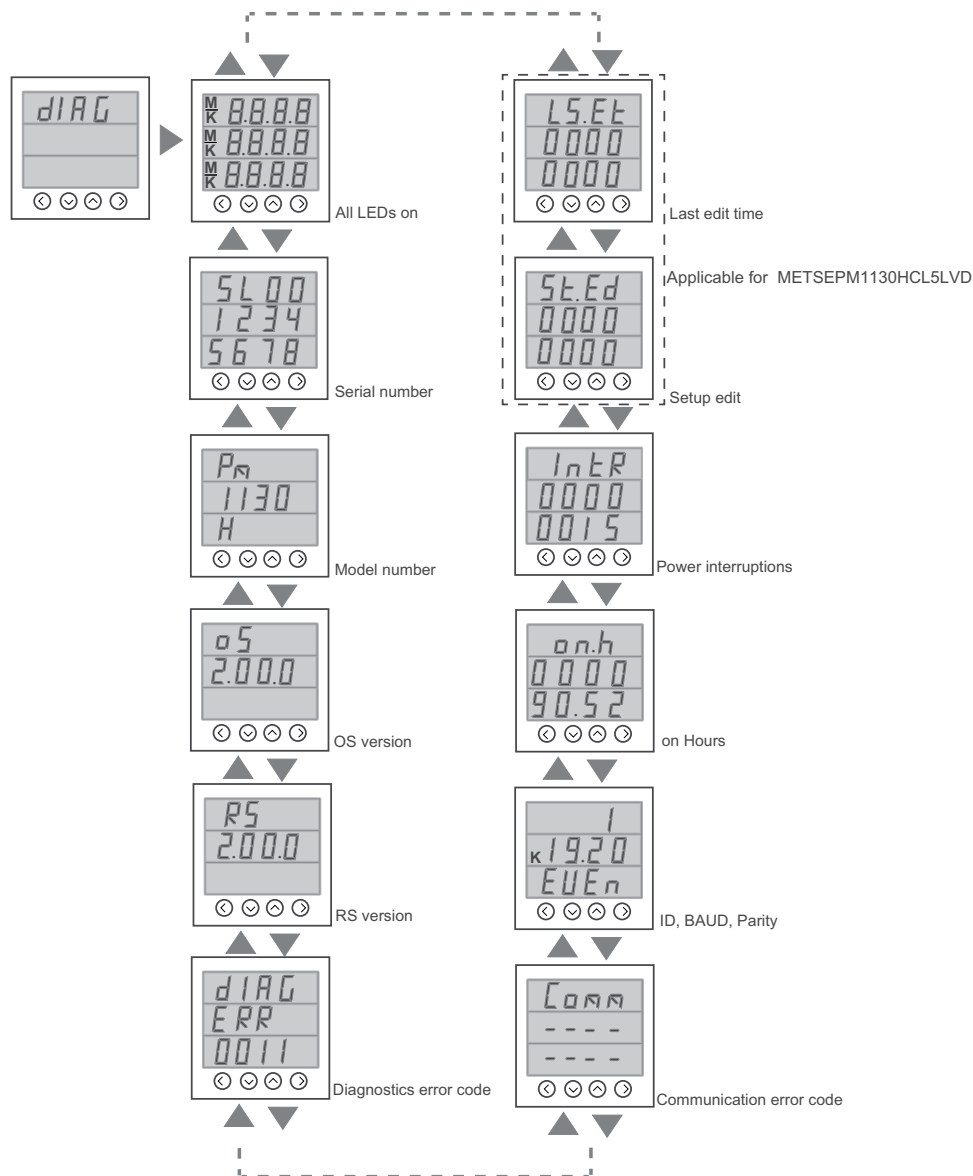 dIAG
M/K 8.8.8.8
M/K 8.8.8.8
M/K 8.8.8.8
All LEDs on
SL 00
1234
5678
Serial number
Pm
1130
H
Model number
oS
2.00.0
OS version
RS
2.00.0
RS version
dIAG
ERR
0011
Diagnostics error code
LS.Et
0000
0000
Last edit time
Applicable for METSEPM1130HCL5LVD
St.Ed
0000
0000
Setup edit
IntR
0000
0015
Power interruptions
on.h
0000
90.52
on Hours
1
K 19.20
EVEn
ID, BAUD, Parity
Comm
- - - -
- - - -
Communication error code